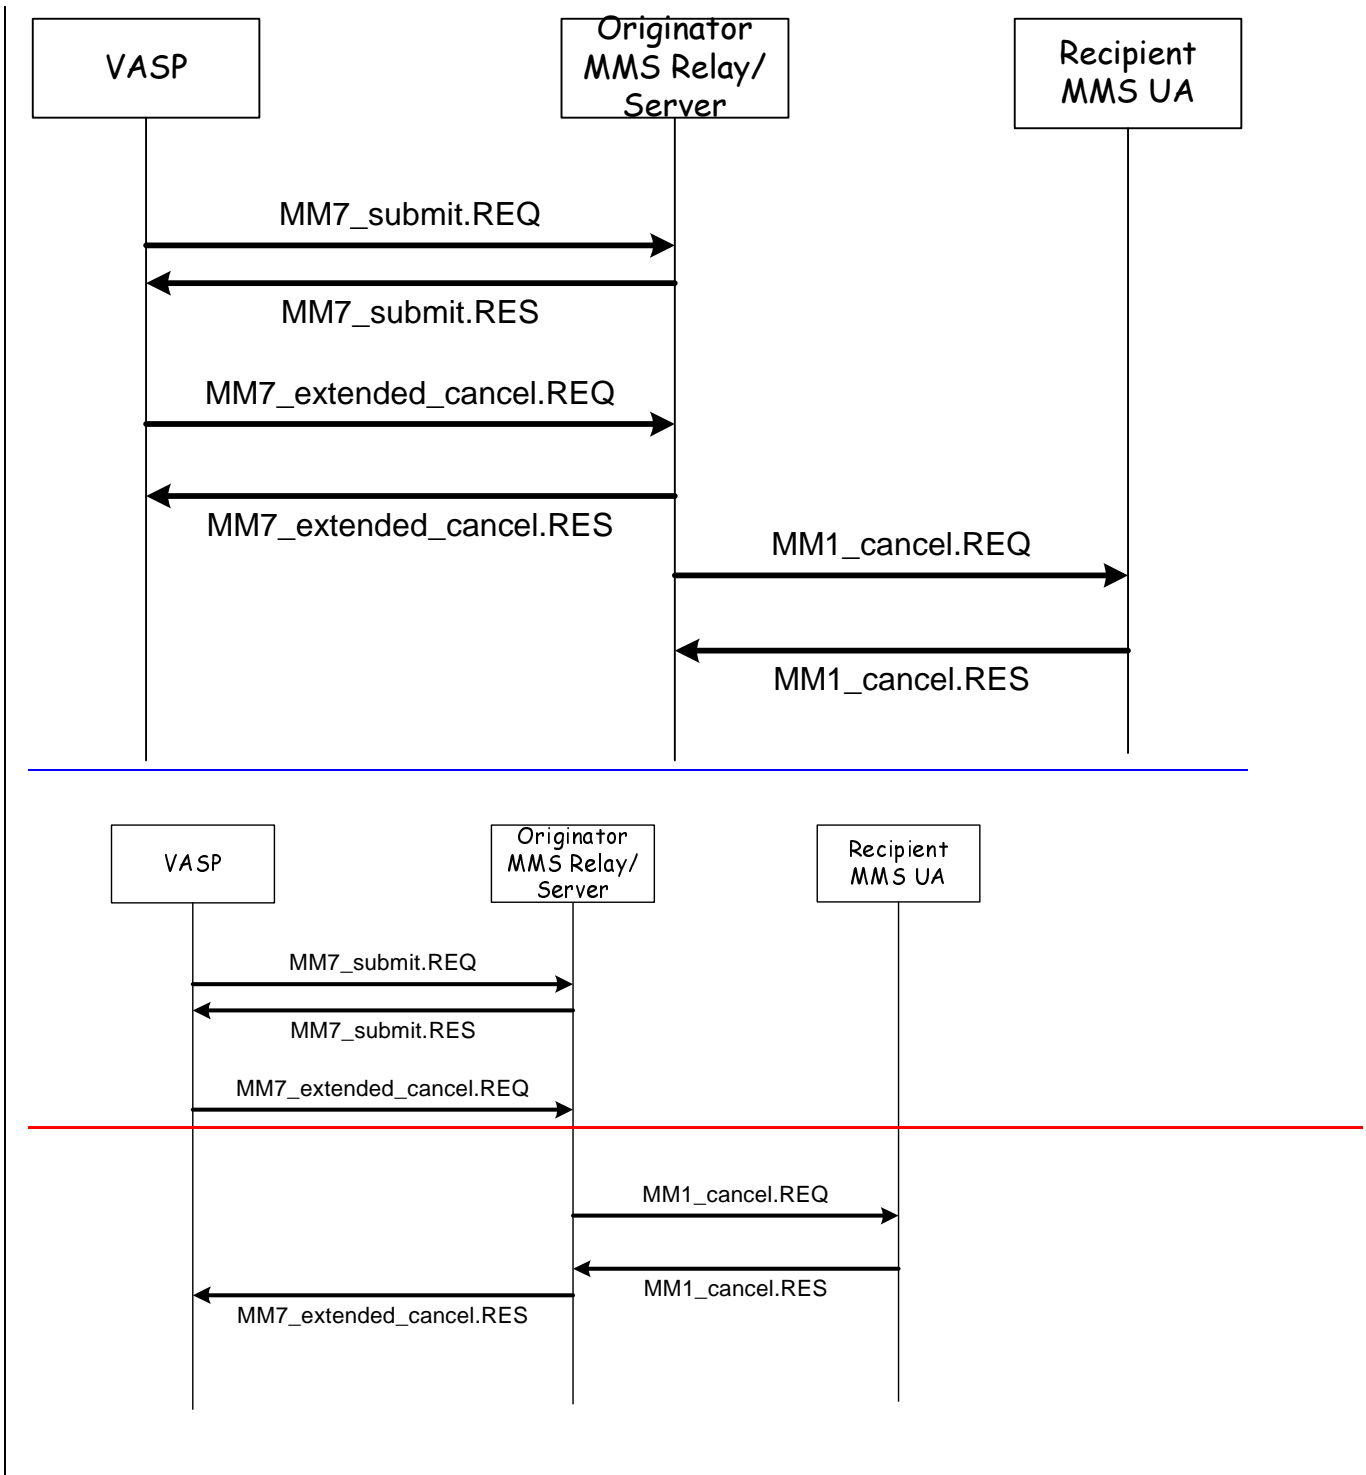 VASP
Originator
MMS Relay/
Server
Recipient
MMS UA
MM7_submit.REQ
MM7_submit.RES
MM7_extended_cancel.REQ
MM7_extended_cancel.RES
MM1_cancel.REQ
MM1_cancel.RES
VASP
Originator
MMS Relay/
Server
Recipient
MMS UA
MM7_submit.REQ
MM7_submit.RES
MM7_extended_cancel.REQ
MM1_cancel.REQ
MM1_cancel.RES
MM7_extended_cancel.RES